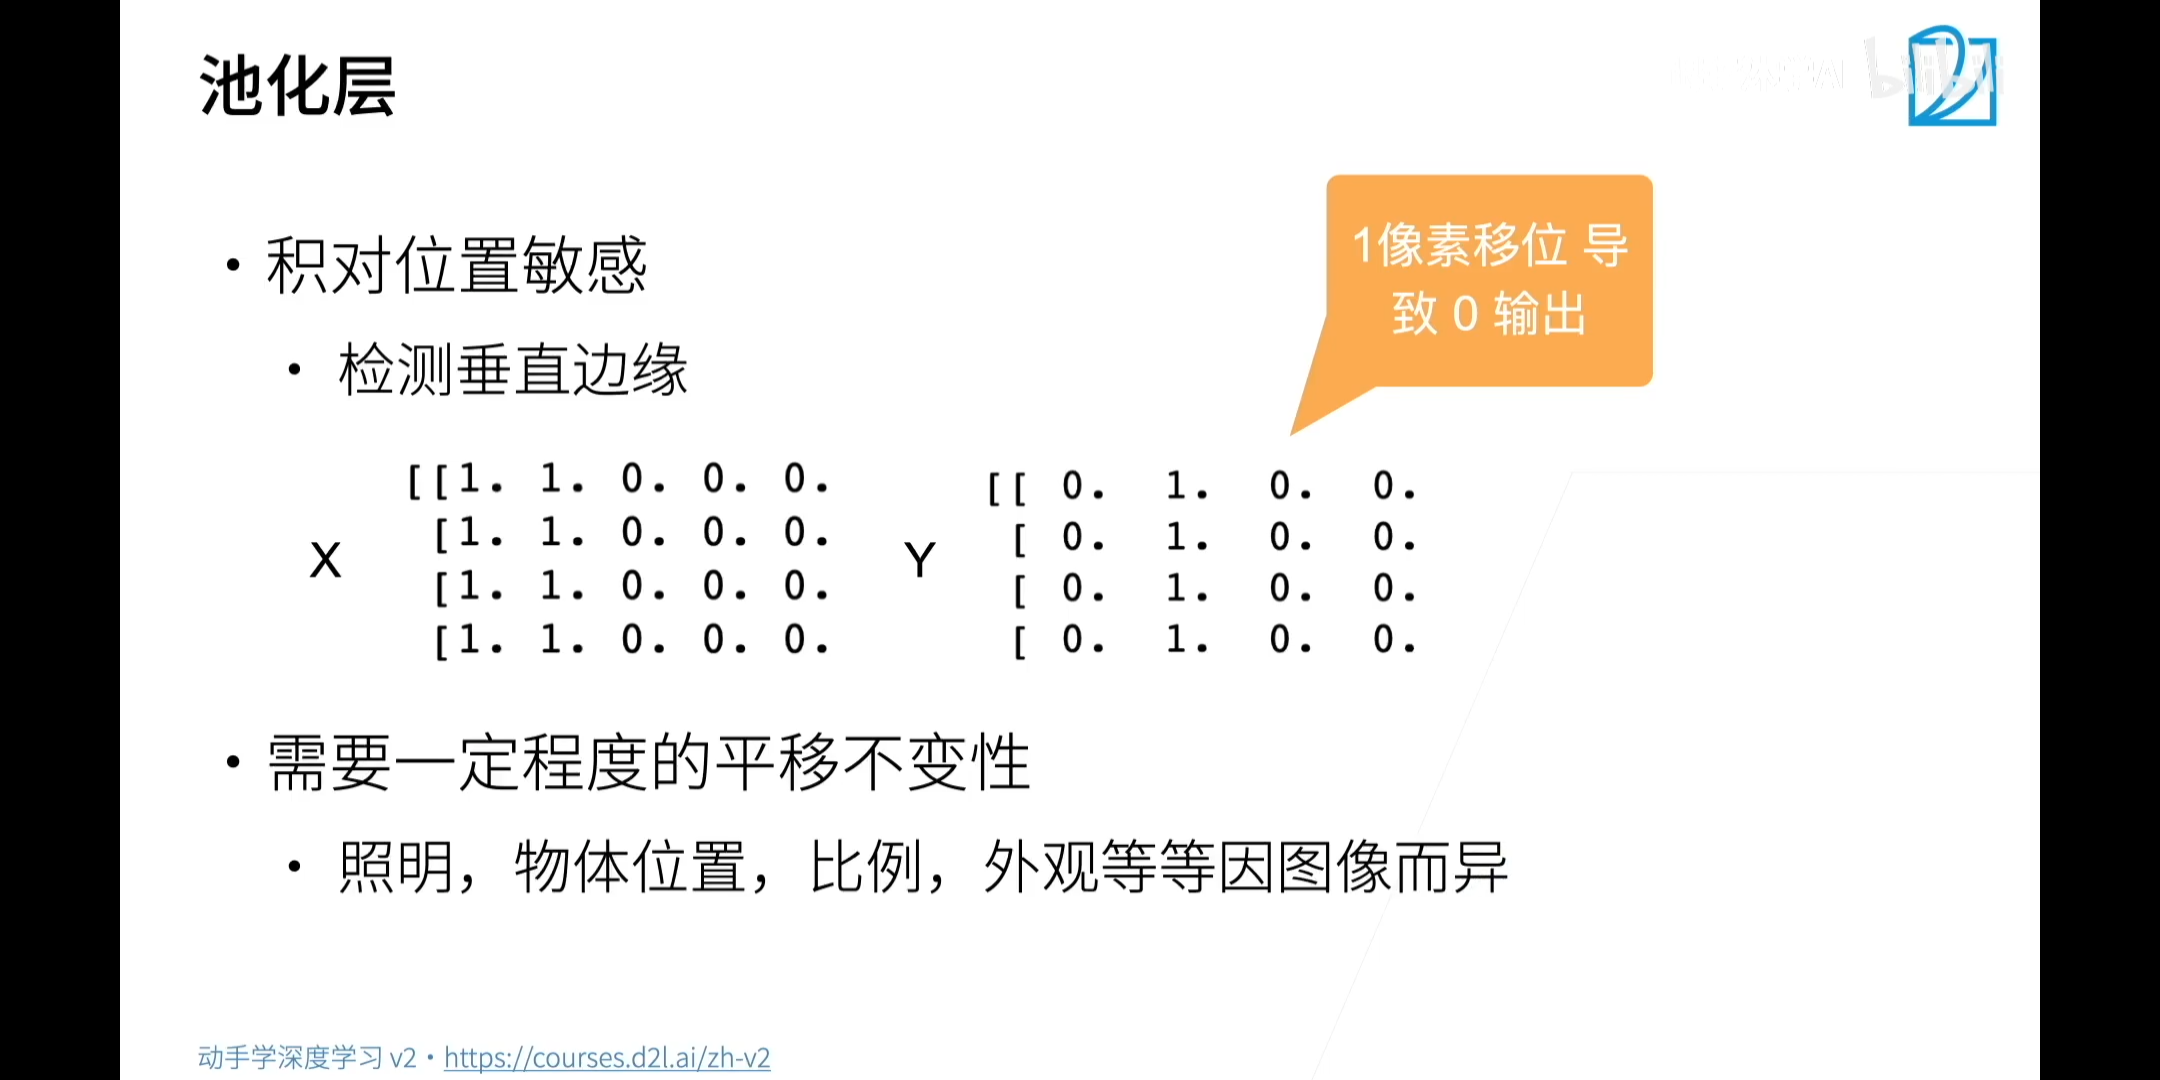 池化层
bilibili
1像素移位 导
致 0 输出
• 积对位置敏感
• 检测垂直边缘
X
[[1. 1. 0. 0. 0.
[1. 1. 0. 0. 0.
[1. 1. 0. 0. 0.
[1. 1. 0. 0. 0.
Y
[[ 0. 1. 0. 0.
[ 0. 1. 0. 0.
[ 0. 1. 0. 0.
[ 0. 1. 0. 0.
• 需要一定程度的平移不变性
• 照明，物体位置，比例，外观等等因图像而异
动手学深度学习 v2 • https://courses.d2l.ai/zh-v2